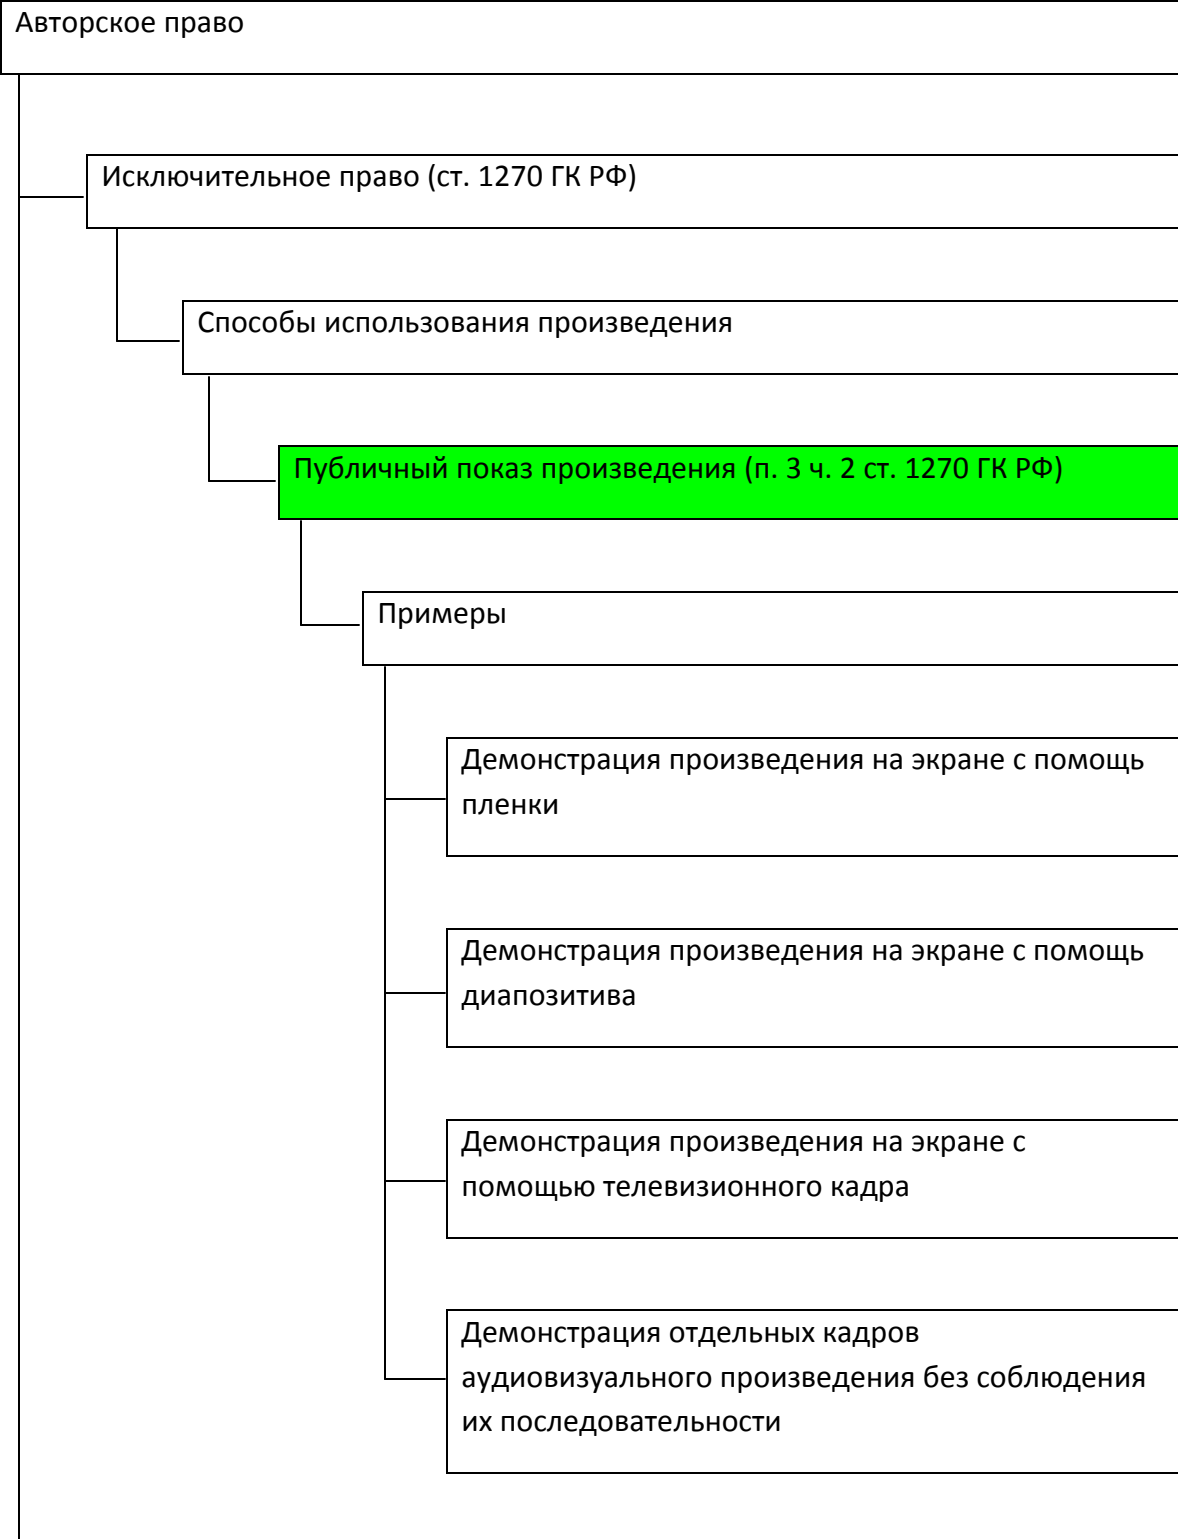 Авторское право
Исключительное право (ст. 1270 ГК РФ)
Способы использования произведения
Публичный показ произведения (п. 3 ч. 2 ст. 1270 ГК РФ)
Примеры
Демонстрация произведения на экране с помощь
пленки
Демонстрация произведения на экране с помощь
диапозитива
Демонстрация произведения на экране с
помощью телевизионного кадра
Демонстрация отдельных кадров
аудиовизуального произведения без соблюдения
их последовательности